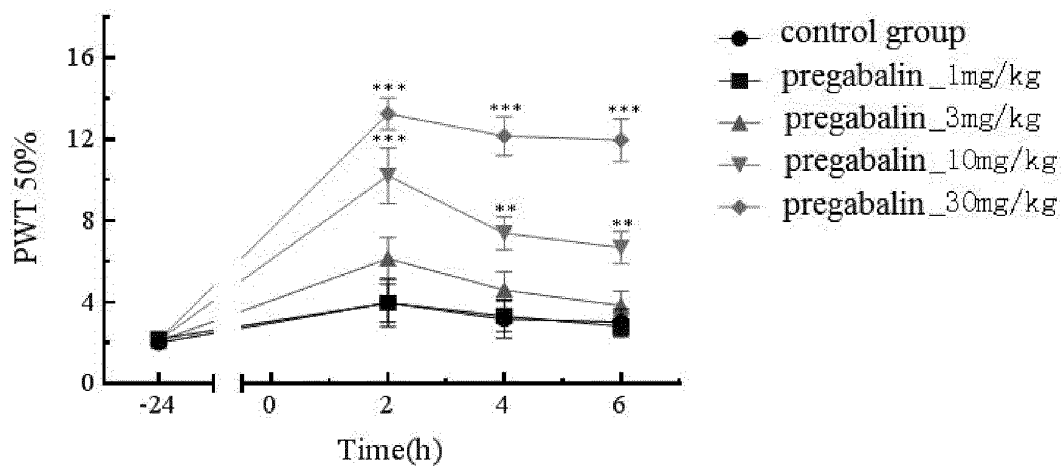 PWT 50%
16
12
8
4
0
-24
0
2
4
6
Time(h)
***
***
***
***
**
**
control group
pregabalin_1mg/kg
pregabalin_3mg/kg
pregabalin_10mg/kg
pregabalin_30mg/kg